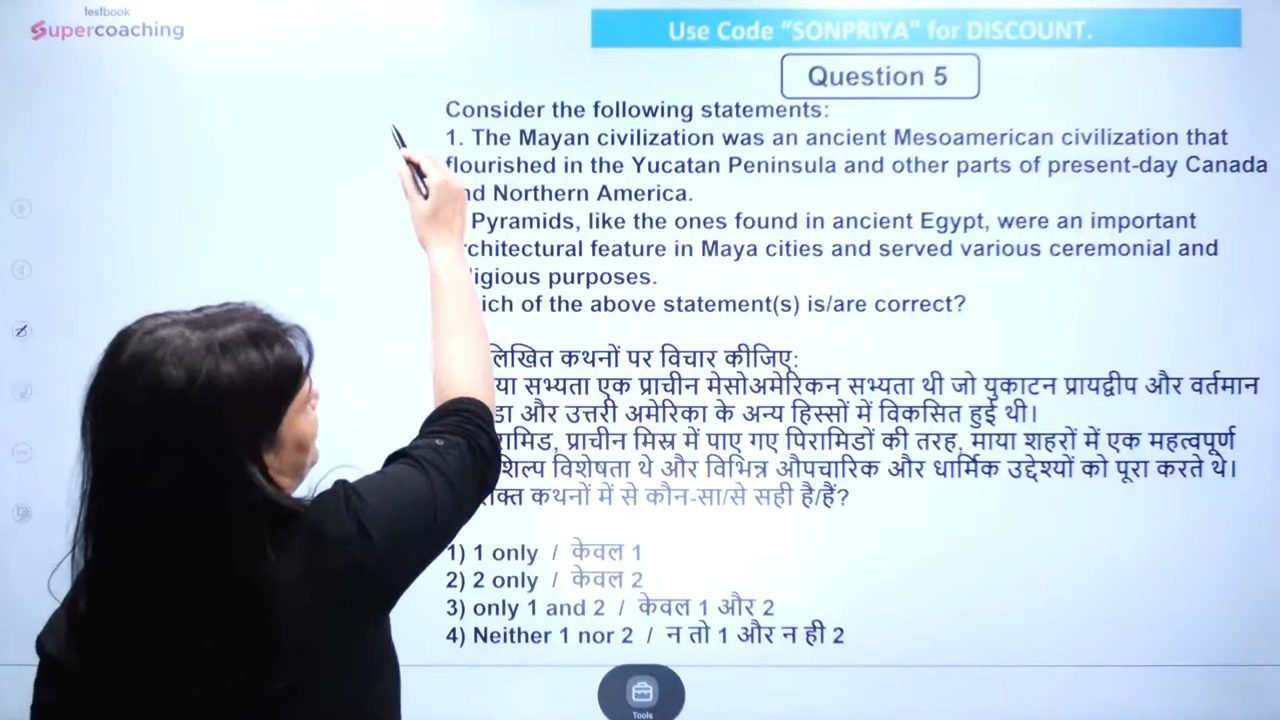 testbook
Supercoaching
Use Code “SONPRIYA” for DISCOUNT.
Question 5
Consider the following statements:
1. The Mayan civilization was an ancient Mesoamerican civilization that
flourished in the Yucatan Peninsula and other parts of present-day Canada
Northern America.
Pyramids, like the ones found in ancient Egypt, were an important
architectural feature in Maya cities and served various ceremonial and
purposes.
of the above statement(s) is/are correct?
कथनों पर विचार कीजिए:
सभ्यता एक प्राचीन मेसोअमेरिकन सभ्यता थी जो युकाटन प्रायद्वीप और वर्तमान
और उत्तरी अमेरिका के अन्य हिस्सों में विकसित हुई थी।
प्राचीन मिस्र में पाए गए पिरामिडों की तरह, माया शहरों में एक महत्वपूर्ण
विशेषता थे और विभिन्न औपचारिक और धार्मिक उद्देश्यों को पूरा करते थे।
कथनों में से कौन-सा/से सही है/हैं?
1) 1 only / केवल 1
2) 2 only / केवल 2
3) only 1 and 2 / केवल 1 और 2
4) Neither 1 nor 2 / न तो 1 और न ही 2
Tools